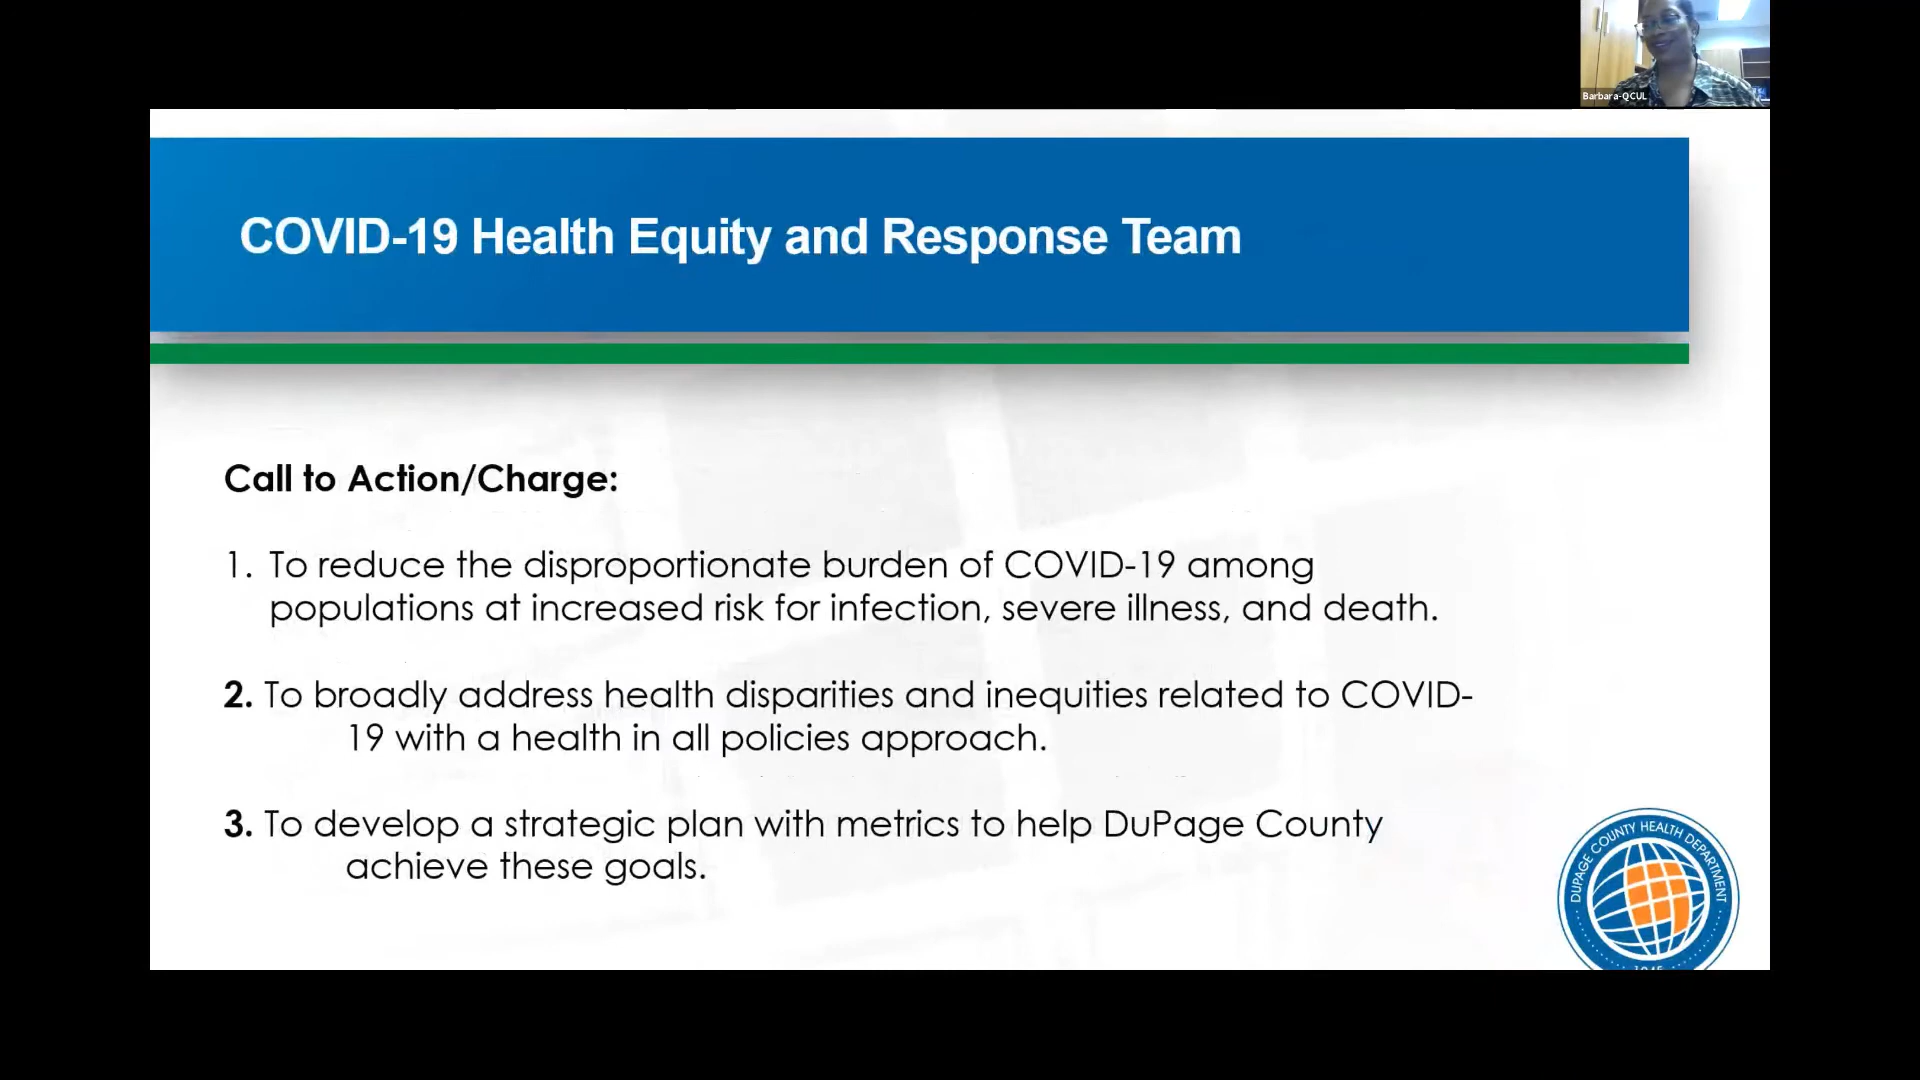 Barbara-QCUL
COVID-19 Health Equity and Response Team
Call to Action/Charge:
1. To reduce the disproportionate burden of COVID-19 among
populations at increased risk for infection, severe illness, and death.
2. To broadly address health disparities and inequities related to COVID-
19 with a health in all policies approach.
3. To develop a strategic plan with metrics to help DuPage County
achieve these goals.
DUPAGE COUNTY HEALTH DEPARTMENT